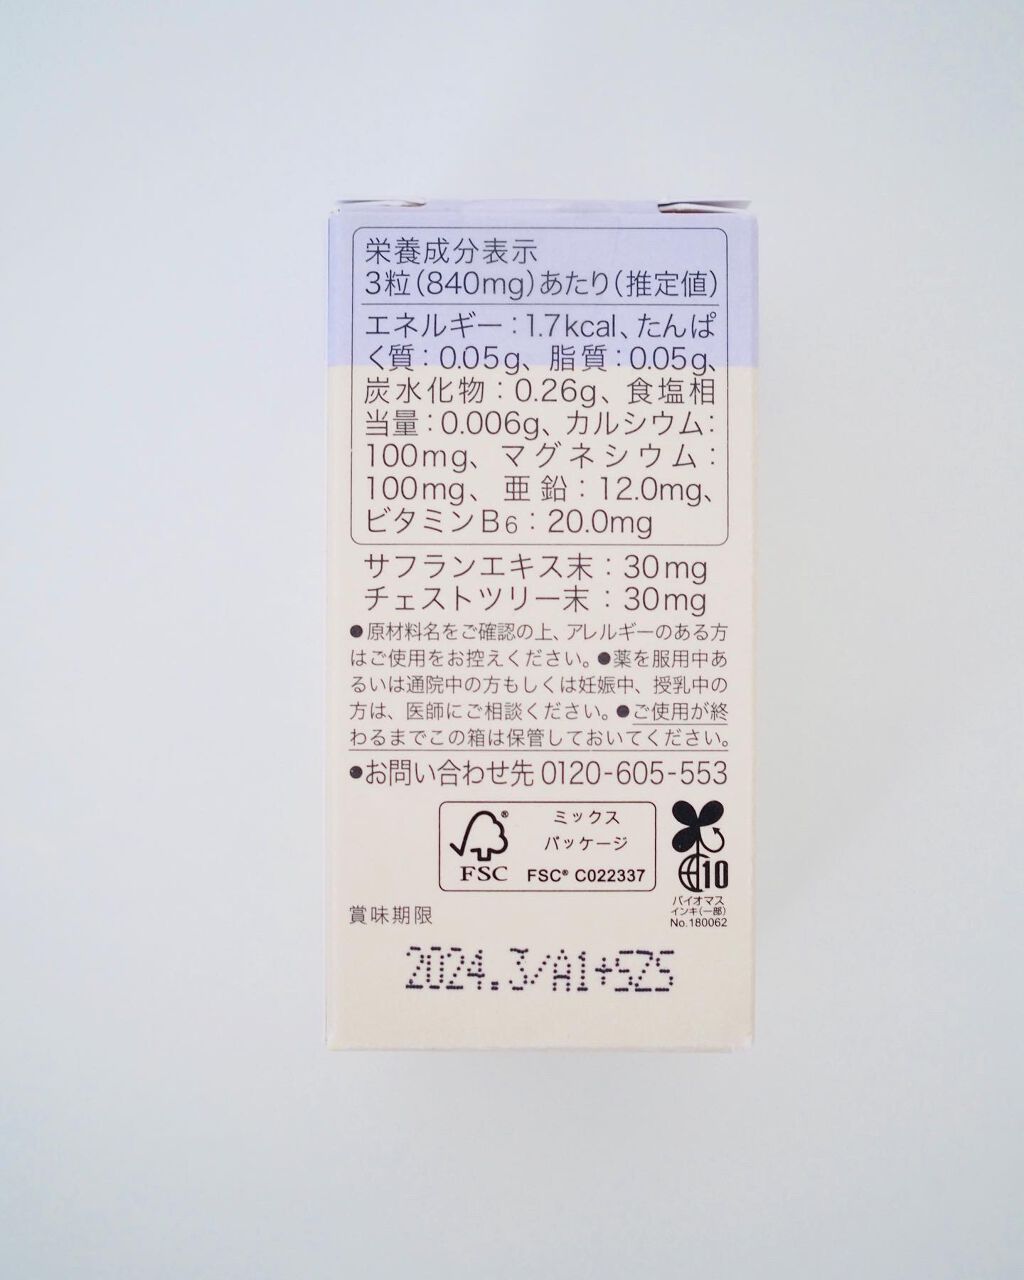 栄養成分表示
3粒(840mg)あたり(推定値)
エネルギー:1.7kcal、たんぱ
く質:0.05g、脂質:0.05g、
炭水化物:0.26g、食塩相
当量:0.006g、カルシウム:
100mg、マグネシウム:
100mg、亜鉛:12.0mg、
ビタミンB6:20.0mg
サフランエキス末:30mg
チェストツリー末:30mg
●原材料名をご確認の上、アレルギーのある方
はご使用をお控えください。●薬を服用中あ
るいは通院中の方もしくは妊娠中、授乳中の
方は、医師にご相談ください。●ご使用が終
わるまでこの箱は保管しておいてください。
●お問い合わせ先 0120-605-553
ミックス
パッケージ
FSC® FSC® C022337
10
バイオマス
インキ(一部)
No.180062
賞味期限
2024.3/A1+S2S